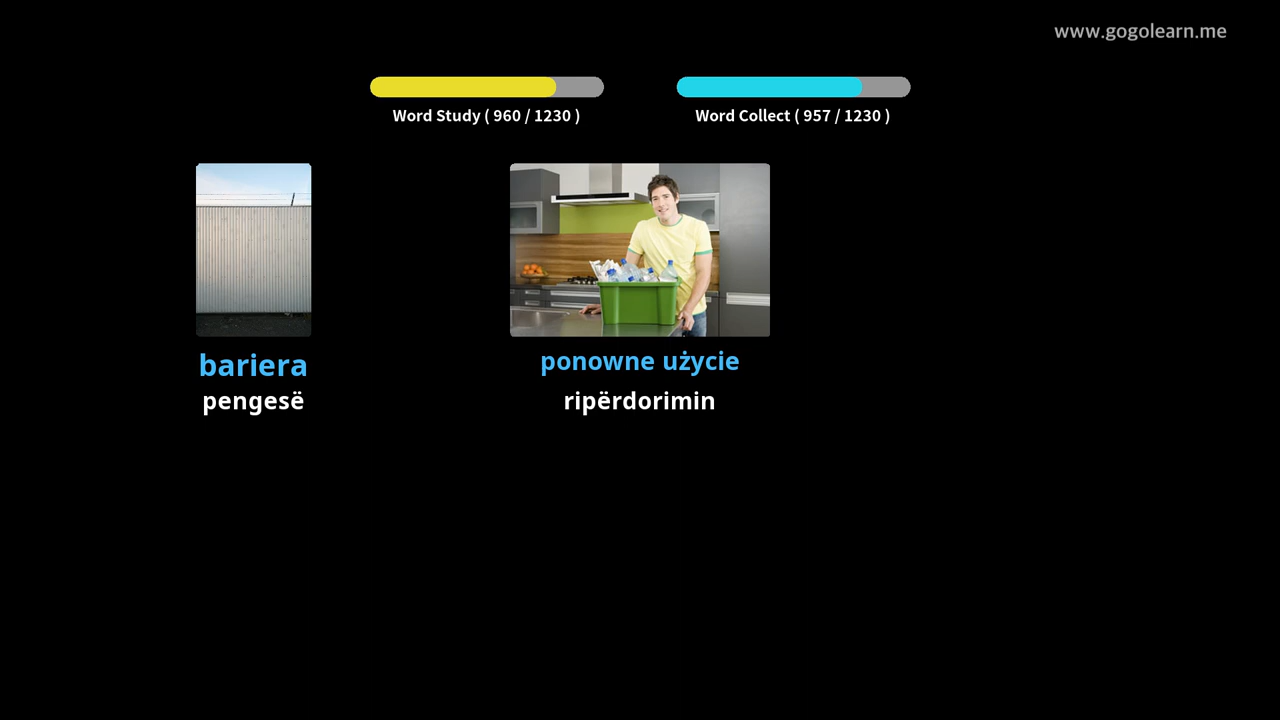 www.gogolearn.me
Word Study ( 960 / 1230 )
Word Collect ( 957 / 1230 )
bariera
pengesë
ponowne użycie
ripërdorimin